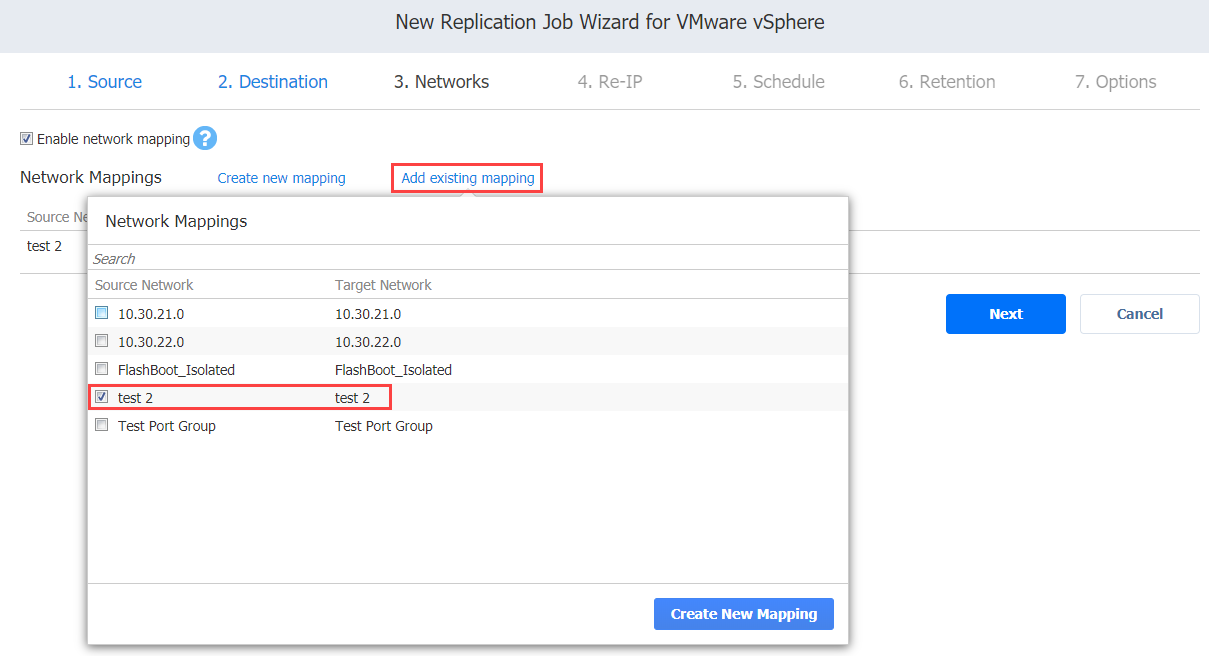 New Replication Job Wizard for VMware vSphere
1. Source 2. Destination 3. Networks 4. Re-IP 5. Schedule 6. Retention 7. Options
Enable network mapping ?
Network Mappings Create new mapping Add existing mapping
Source Ne
test 2
Network Mappings
Search
Source Network Target Network
10.30.21.0 10.30.21.0
10.30.22.0 10.30.22.0
FlashBoot_Isolated FlashBoot_Isolated
test 2 test 2
Test Port Group Test Port Group
Create New Mapping
Next Cancel